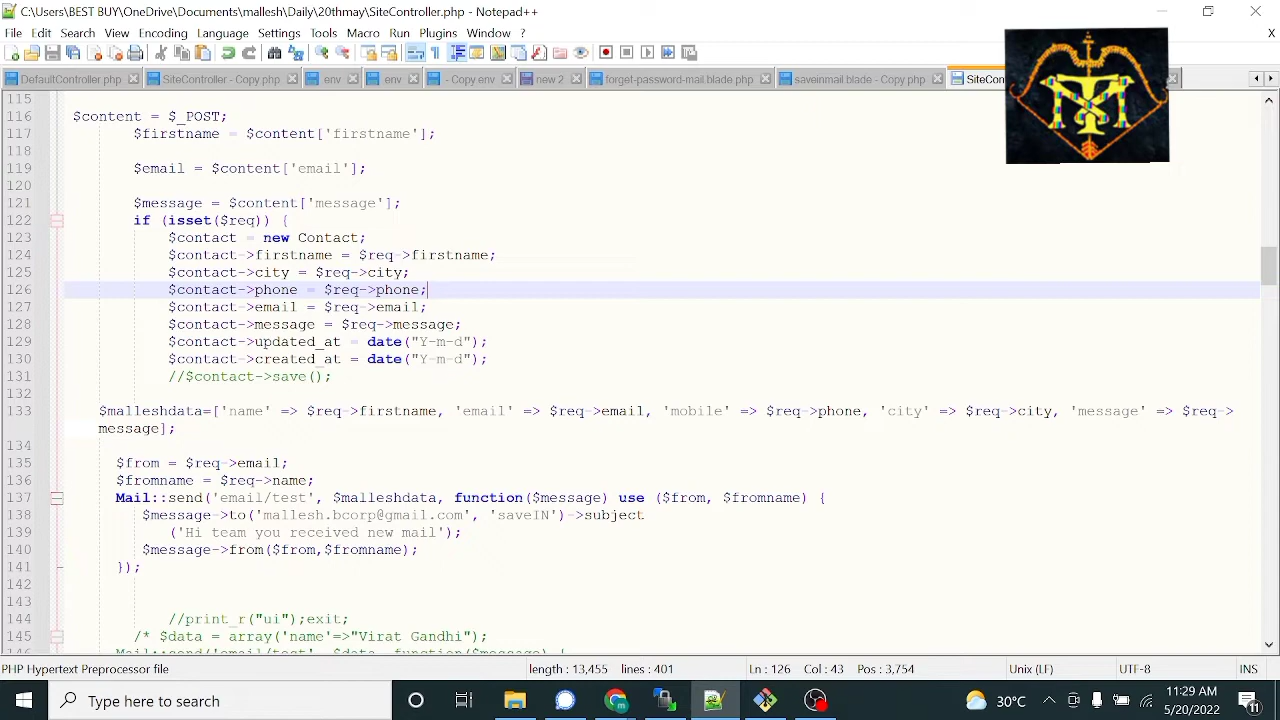 C:\Users\BEST BUY\OneDrive\Documents\mallesh\Daily\20thmay\SiteController.php - Notepad++
File Edit Search View Encoding Language Settings Tools Macro Run Plugins Window ? X
DefaultController.php SiteController - Copy.php env env - Copy env new 2 forget-password-mail.blade.php saveinmail.blade - Copy.php SiteCon
115
116 $content = $_POST;
117 $firstname = $content['firstname'];
118
119 $email = $content['email'];
120
121 $message = $content['message'];
122 if (isset($req)) {
123 $contact = new Contact;
124 $contact->firstname = $req->firstname;
125 $contact->city = $req->city;
126 $contact->phone = $req->phone;
127 $contact->email = $req->email;
128 $contact->message = $req->message;
129 $contact->updated_at = date("Y-m-d");
130 $contact->created_at = date("Y-m-d");
131 //$contact->save();
132
133 $malleshdata=['name' => $req->firstname, 'email' => $req->email, 'mobile' => $req->phone, 'city' => $req->city, 'message' => $req->
message];
134
135 $from = $req->email;
136 $fromname = $req->name;
137 Mail::send('email/test', $malleshdata, function($message) use ($from, $fromname) {
138 $message->to('mallesh.bcorp@gmail.com', 'saveIN')->subject
139 ('Hi team you received new mail');
140 $message->from($from,$fromname);
141 });
142
143
144 //print_r("ui");exit;
145 /* $data = array('name'=>"Virat Gandhi");
Mail::send('email/test', $data, function($message) {
PHP Hypertext Preprocessor file length : 13,455 lines : 401 Ln : 126 Col : 43 Pos : 3,754 Unix (LF) UTF-8 INS
Type here to search 30°C 11:29 AM
5/20/2022 11